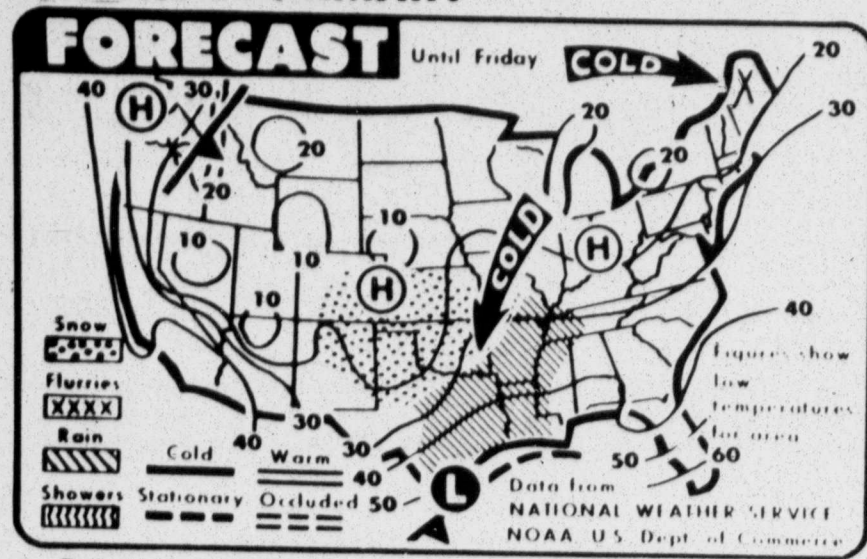 FORECAST
Until Friday
COLD
20
40
30
H
20
30
20
20
20
COLD
10
10
H
10
H
10
40
Snow
Figures show
low
Flurries
temperatures
XXXX
for area
30
Rain
Cold
Warm
40
30
40
50
60
Showers
Stationary
Occluded
50
L
Data from
NATIONAL WEATHER SERVICE
NOAA U.S. Dept. of Commerce